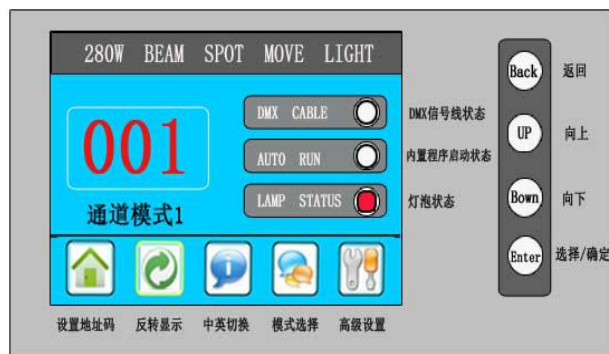 280W BEAM SPOT MOVE LIGHT
001
通道模式1
DMX CABLE
AUTO RUN
LAMP STATUS
DMX信号线状态
内置程序启动状态
灯泡状态
Back 返回
UP 向上
Bown 向下
Enter 选择/确定
设置地址码 反转显示 中英切换 模式选择 高级设置